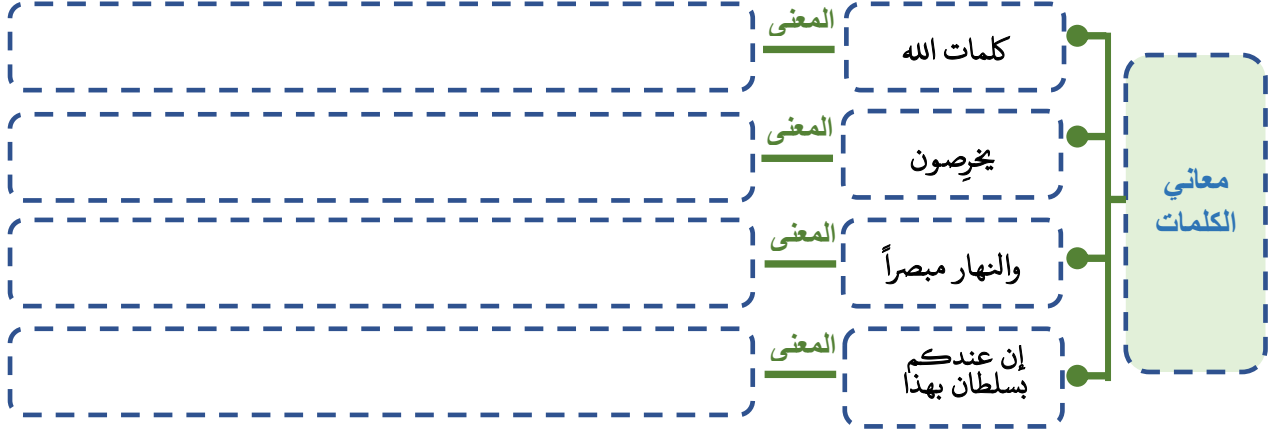 معاني
الكلمات
كلمات الله
المعنى
يخرِصون
المعنى
والنهار مبصراً
المعنى
إن عندكم
بسلطان بهذا
المعنى